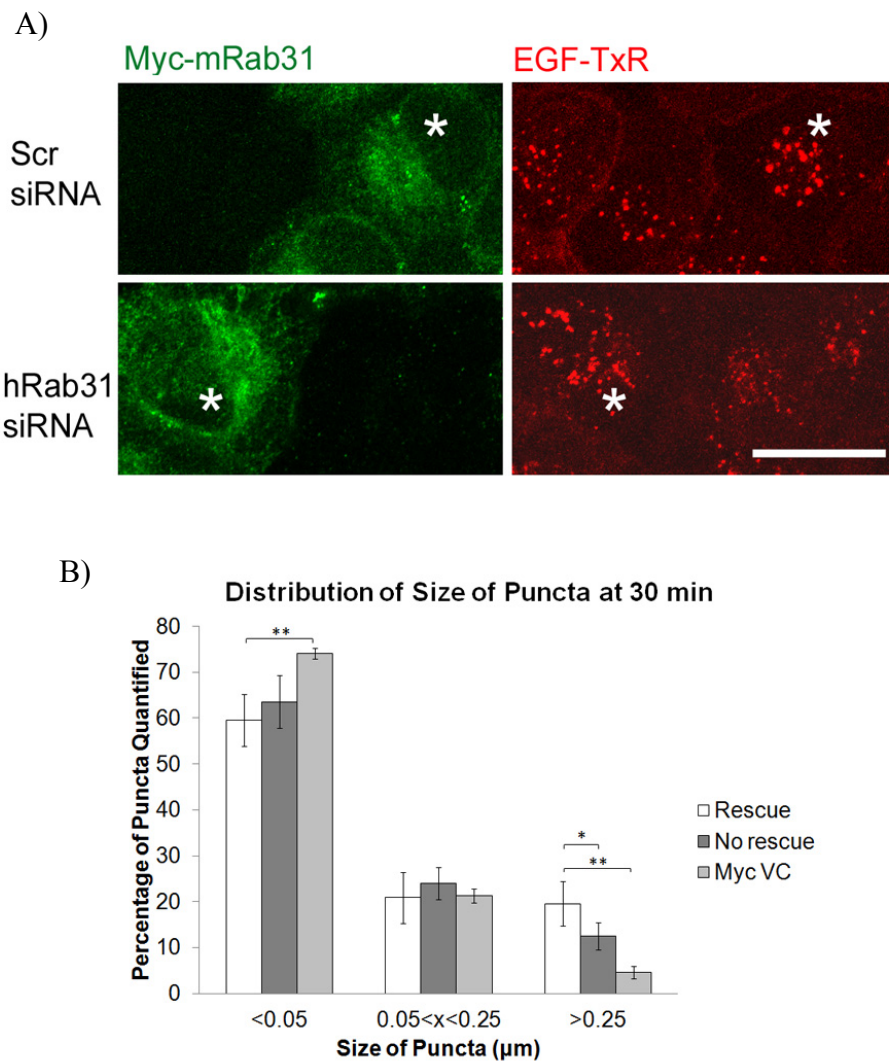 A)
Myc-mRab31 EGF-TxR
Scr
siRNA
* *
hRab31
siRNA
* *
B)
Distribution of Size of Puncta at 30 min
Percentage of Puncta Quantified
80
70
60
50
40
30
20
10
0
**
*
**
Rescue
No rescue
Myc VC
<0.05 0.05<x<0.25 >0.25
Size of Puncta (µm)